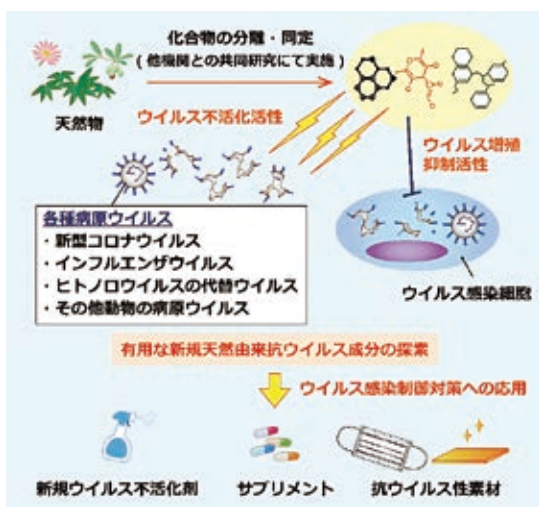 化合物の分離・同定
(他機関との共同研究にて実施)
天然物
ウイルス不活化活性
ウイルス増殖
抑制活性
各種病原ウイルス
・新型コロナウイルス
・インフルエンザウイルス
・ヒトノロウイルスの代替ウイルス
・その他動物の病原ウイルス
ウイルス感染細胞
有用な新規天然由来抗ウイルス成分の探索
ウイルス感染制御対策への応用
新規ウイルス不活化剤
サプリメント
抗ウイルス性素材